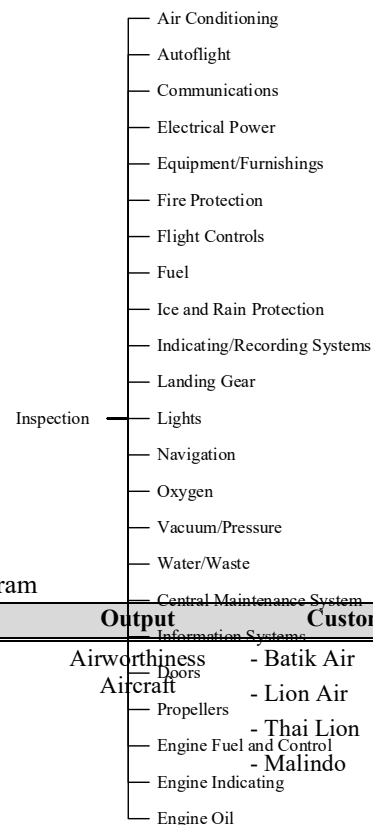 Air Conditioning
Autoflight
Communications
Electrical Power
Equipment/Furnishings
Fire Protection
Flight Controls
Fuel
Ice and Rain Protection
Indicating/Recording Systems
Landing Gear
Inspection
Lights
Navigation
Oxygen
Vacuum/Pressure
Water/Waste
ram
Central Maintenance System
Output
Custom
Information Systems
Airworthiness
Aircraft
- Batik Air
Doors
- Lion Air
Propellers
- Thai Lion
Engine Fuel and Control
- Malindo
Engine Indicating
Engine Oil